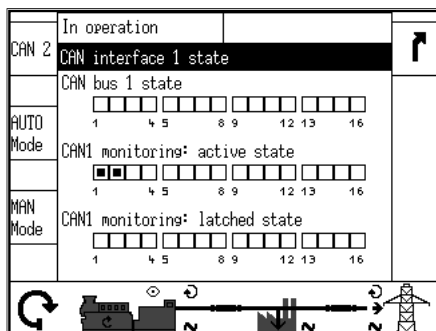 In operation
CAN 2
CAN interface 1 state
CAN bus 1 state
1 4 5 8 9 12 13 16
AUTO
Mode
CAN1 monitoring: active state
1 4 5 8 9 12 13 16
MAN
Mode
CAN1 monitoring: latched state
1 4 5 8 9 12 13 16